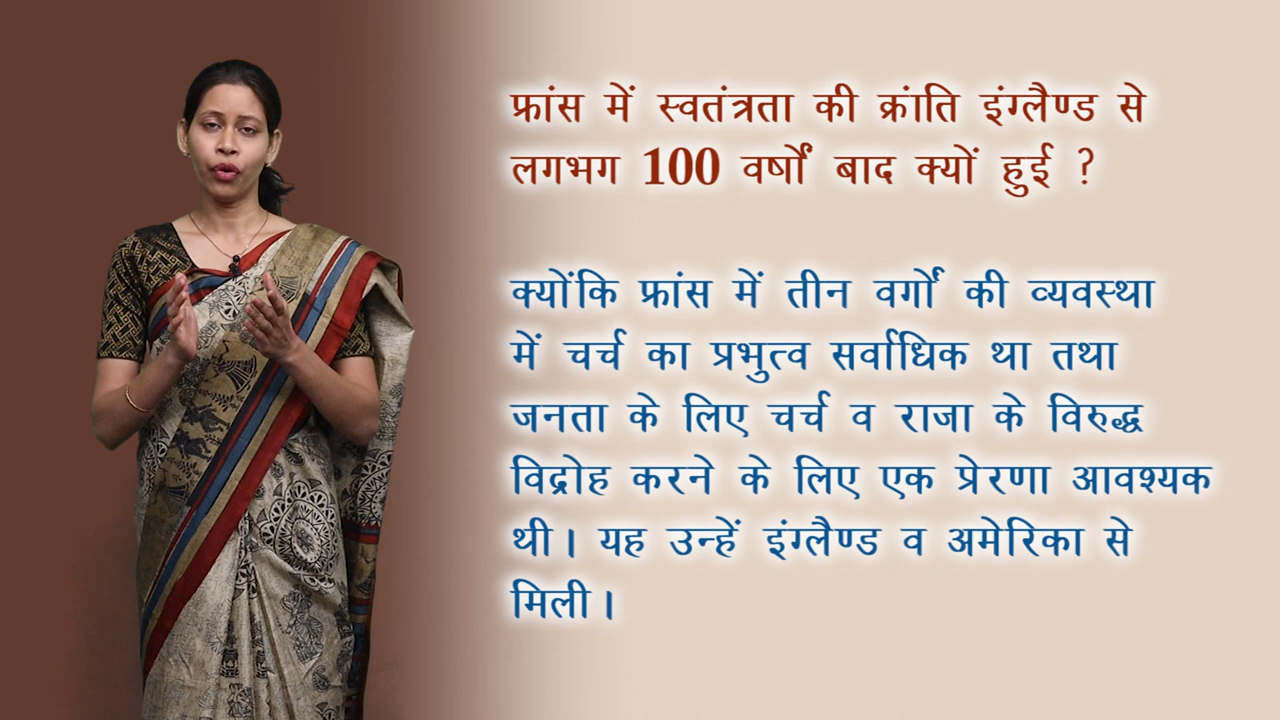 फ्रांस में स्वतंत्रता की क्रांति इंग्लैण्ड से
लगभग 100 वर्षों बाद क्यों हुई ?
क्योंकि फ्रांस में तीन वर्गों की व्यवस्था
में चर्च का प्रभुत्व सर्वाधिक था तथा
जनता के लिए चर्च व राजा के विरुद्ध
विद्रोह करने के लिए एक प्रेरणा आवश्यक
थी। यह उन्हें इंग्लैण्ड व अमेरिका से
मिली।